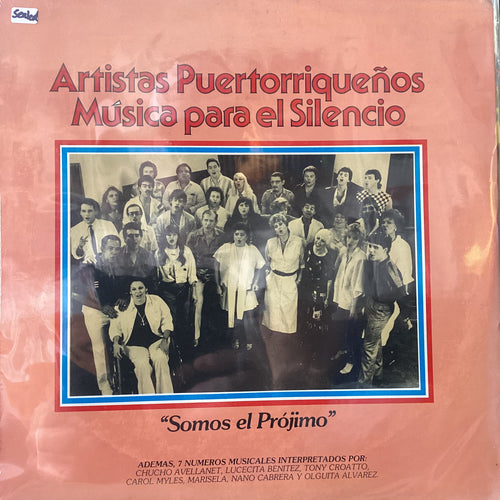 Sealed
Artistas Puertorriqueños
Música para el Silencio
"Somos el Prójimo"
ADEMAS, 7 NUMEROS MUSICALES INTERPRETADOS POR:
CHUCHO AVELLANET, LUCECITA BENITEZ, TONY CROATTO,
CAROL MYLES, MARISELA, NANO CABRERA Y OLGUITA ALVAREZ